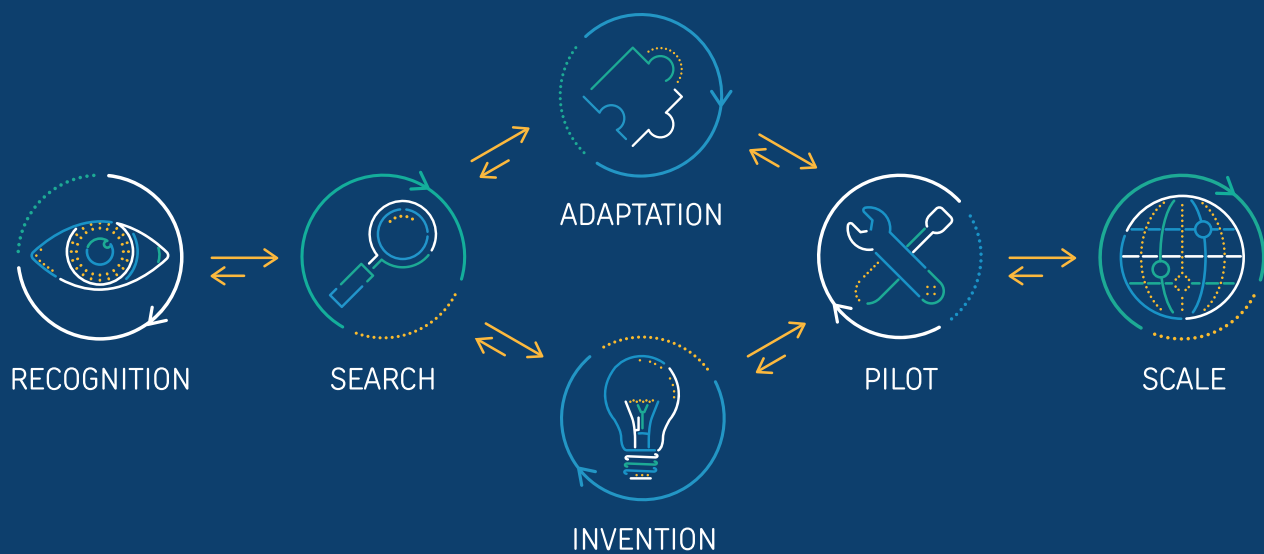 RECOGNITION
SEARCH
ADAPTATION
INVENTION
PILOT
SCALE